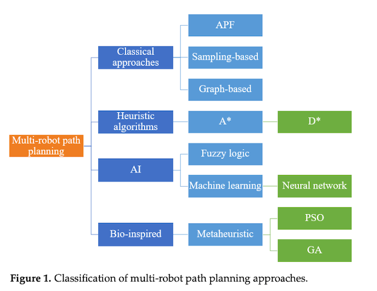 APF
Classical
approaches
Sampling-based
Graph-based
Heuristic
algorithms
A*
D*
Multi-robot path
planning
Fuzzy logic
AI
Machine learning
Neural network
PSO
Bio-inspired
Metaheuristic
GA
Figure 1. Classification of multi-robot path planning approaches.